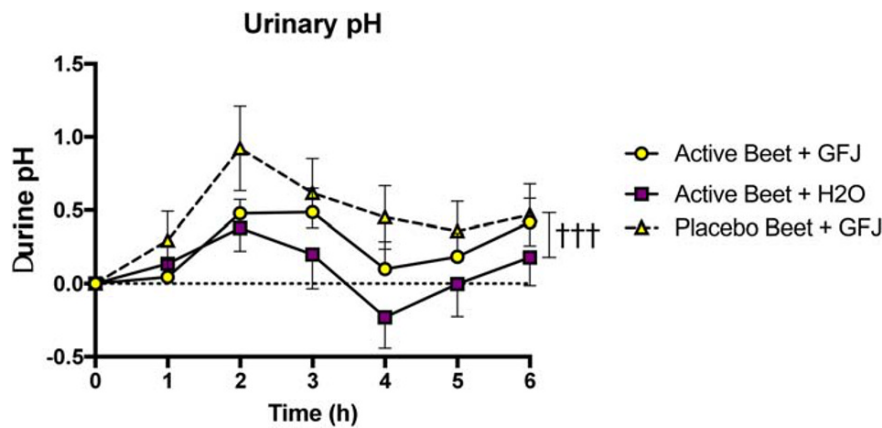 Urinary pH
1.5
1.0
0.5
0.0
-0.5
Durine pH
0 1 2 3 4 5 6
Time (h)
Active Beet + GFJ
Active Beet + H2O
Placebo Beet + GFJ
†††